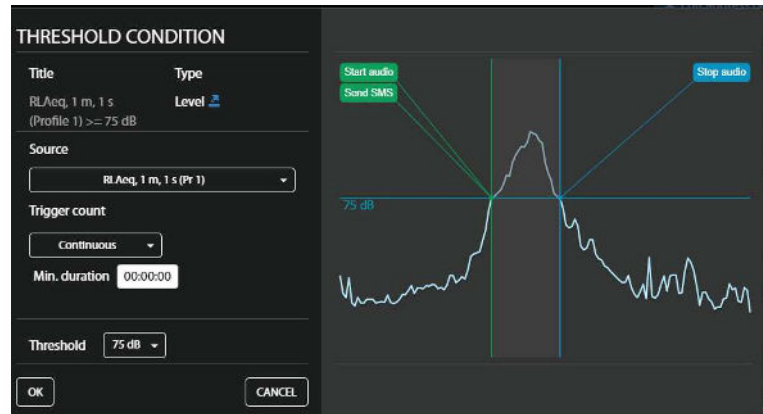 THRESHOLD CONDITION
Title
Type
RLAeq, 1 m, 1 s
(Profile 1) >= 75 dB
Level
Source
RLAeq, 1 m, 1 s (Pr 1)
Trigger count
Continuous
Min. duration 00:00:00
Threshold 75 dB
OK
CANCEL
Start audio
Send SMS
Stop audio
75 dB